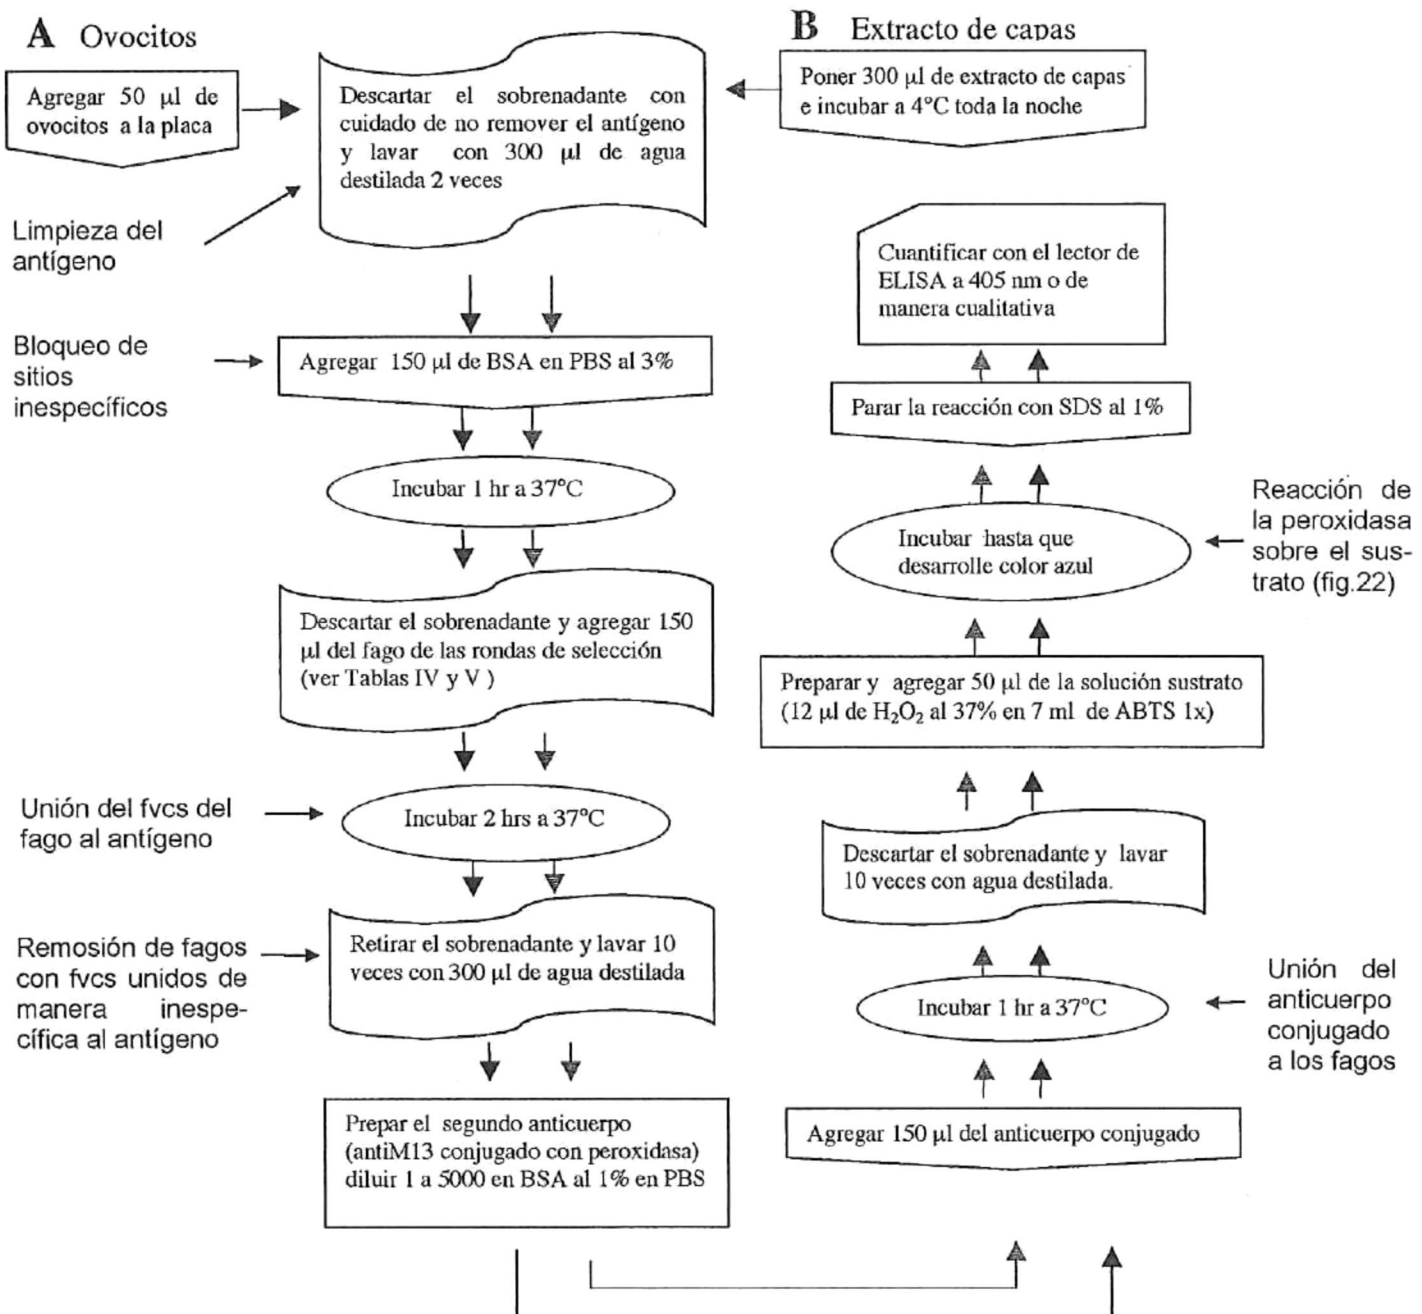 A Ovocitos
Agregar 50 µl de
ovocitos a la placa
Descartar el sobrenadante con
cuidado de no remover el antígeno
y lavar con 300 µl de agua
destilada 2 veces
B Extracto de capas
Poner 300 µl de extracto de capas
e incubar a 4°C toda la noche
Limpieza del
antígeno
Bloqueo de
sitios
inespecíficos
Agregar 150 µl de BSA en PBS al 3%
Incubar 1 hr a 37°C
Descartar el sobrenadante y agregar 150
µl del fago de las rondas de selección
(ver Tablas IV y V )
Unión del fvcs del
fago al antígeno
Incubar 2 hrs a 37°C
Remosión de fagos
con fvcs unidos de
manera inespe-
cífica al antígeno
Retirar el sobrenadante y lavar 10
veces con 300 µl de agua destilada
Prepar el segundo anticuerpo
(antiM13 conjugado con peroxidasa)
diluir 1 a 5000 en BSA al 1% en PBS
Cuantificar con el lector de
ELISA a 405 nm o de
manera cualitativa
Parar la reacción con SDS al 1%
Incubar hasta que
desarrolle color azul
Reacción de
la peroxidasa
sobre el sus-
trato (fig.22)
Preparar y agregar 50 µl de la solución sustrato
(12 µl de H₂O₂ al 37% en 7 ml de ABTS 1x)
Descartar el sobrenadante y lavar
10 veces con agua destilada.
Incubar 1 hr a 37°C
Unión del
anticuerpo
conjugado
a los fagos
Agregar 150 µl del anticuerpo conjugado